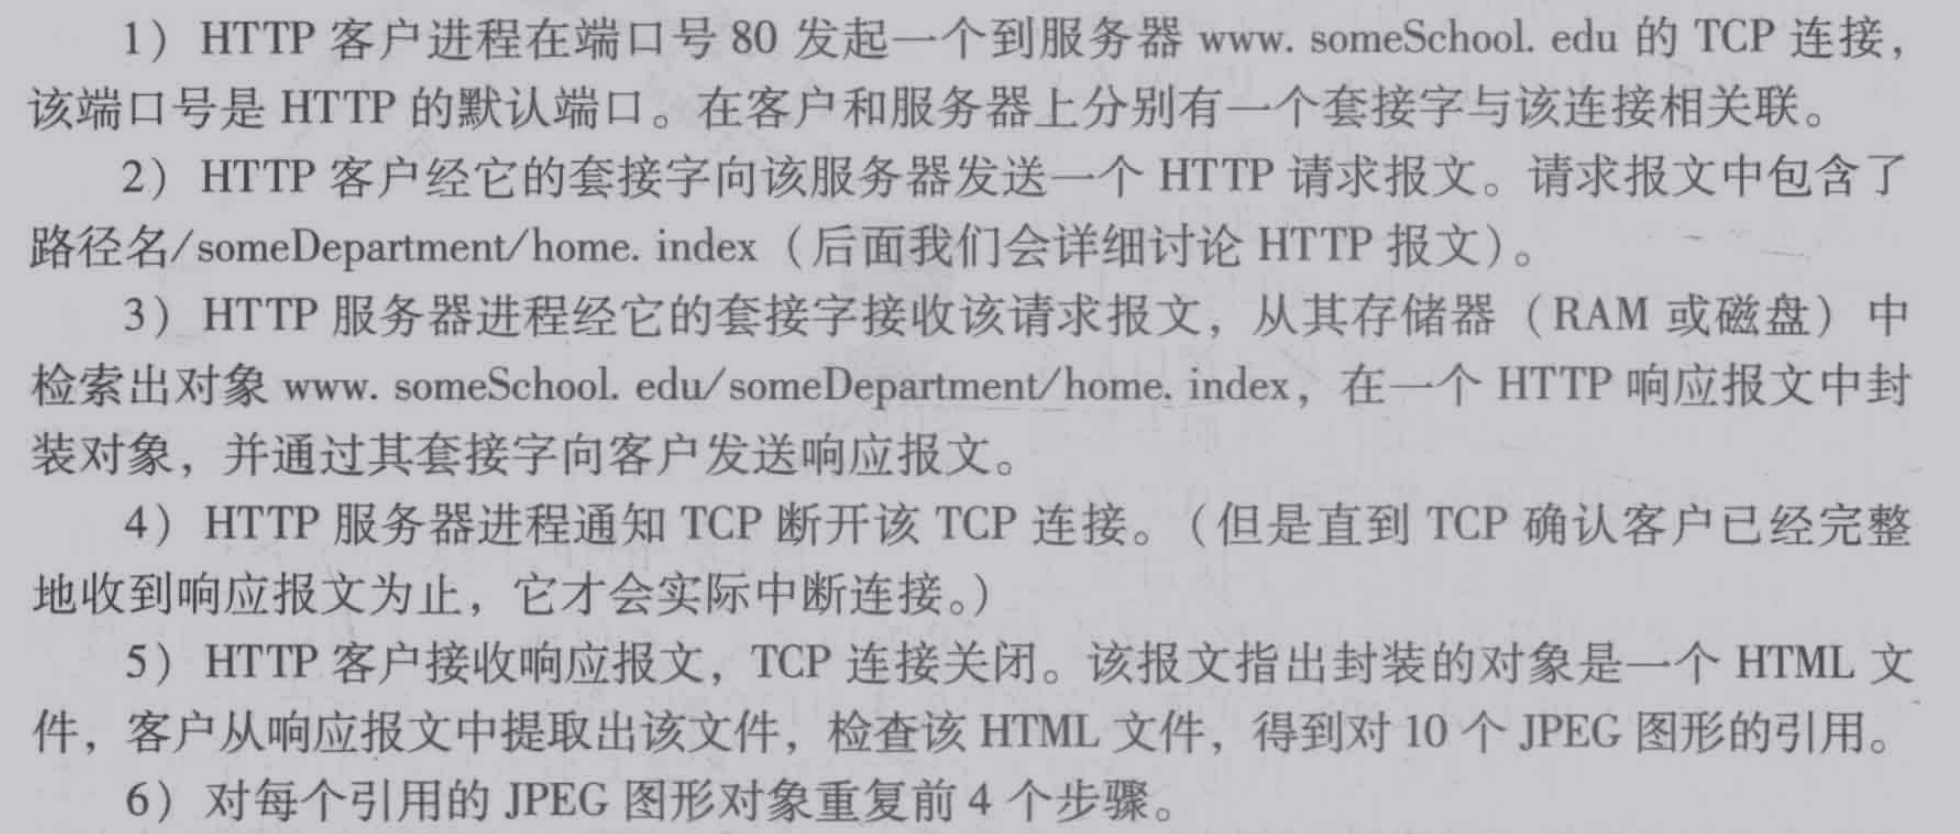 1) HTTP 客户进程在端口号 80 发起一个到服务器 www. someSchool. edu 的 TCP 连接,
该端口号是 HTTP 的默认端口。在客户和服务器上分别有一个套接字与该连接相关联。
2) HTTP 客户经它的套接字向该服务器发送一个 HTTP 请求报文。请求报文中包含了
路径名/someDepartment/home. index(后面我们会详细讨论 HTTP 报文)。
3) HTTP 服务器进程经它的套接字接收该请求报文,从其存储器(RAM 或磁盘)中
检索出对象 www. someSchool. edu/someDepartment/home. index,在一个 HTTP 响应报文中封
装对象,并通过其套接字向客户发送响应报文。
4) HTTP 服务器进程通知 TCP 断开该 TCP 连接。(但是直到 TCP 确认客户已经完整
地收到响应报文为止,它才会实际中断连接。)
5) HTTP 客户接收响应报文,TCP 连接关闭。该报文指出封装的对象是一个 HTML 文
件,客户从响应报文中提取出该文件,检查该 HTML 文件,得到对 10 个 JPEG 图形的引用。
6) 对每个引用的 JPEG 图形对象重复前 4 个步骤。